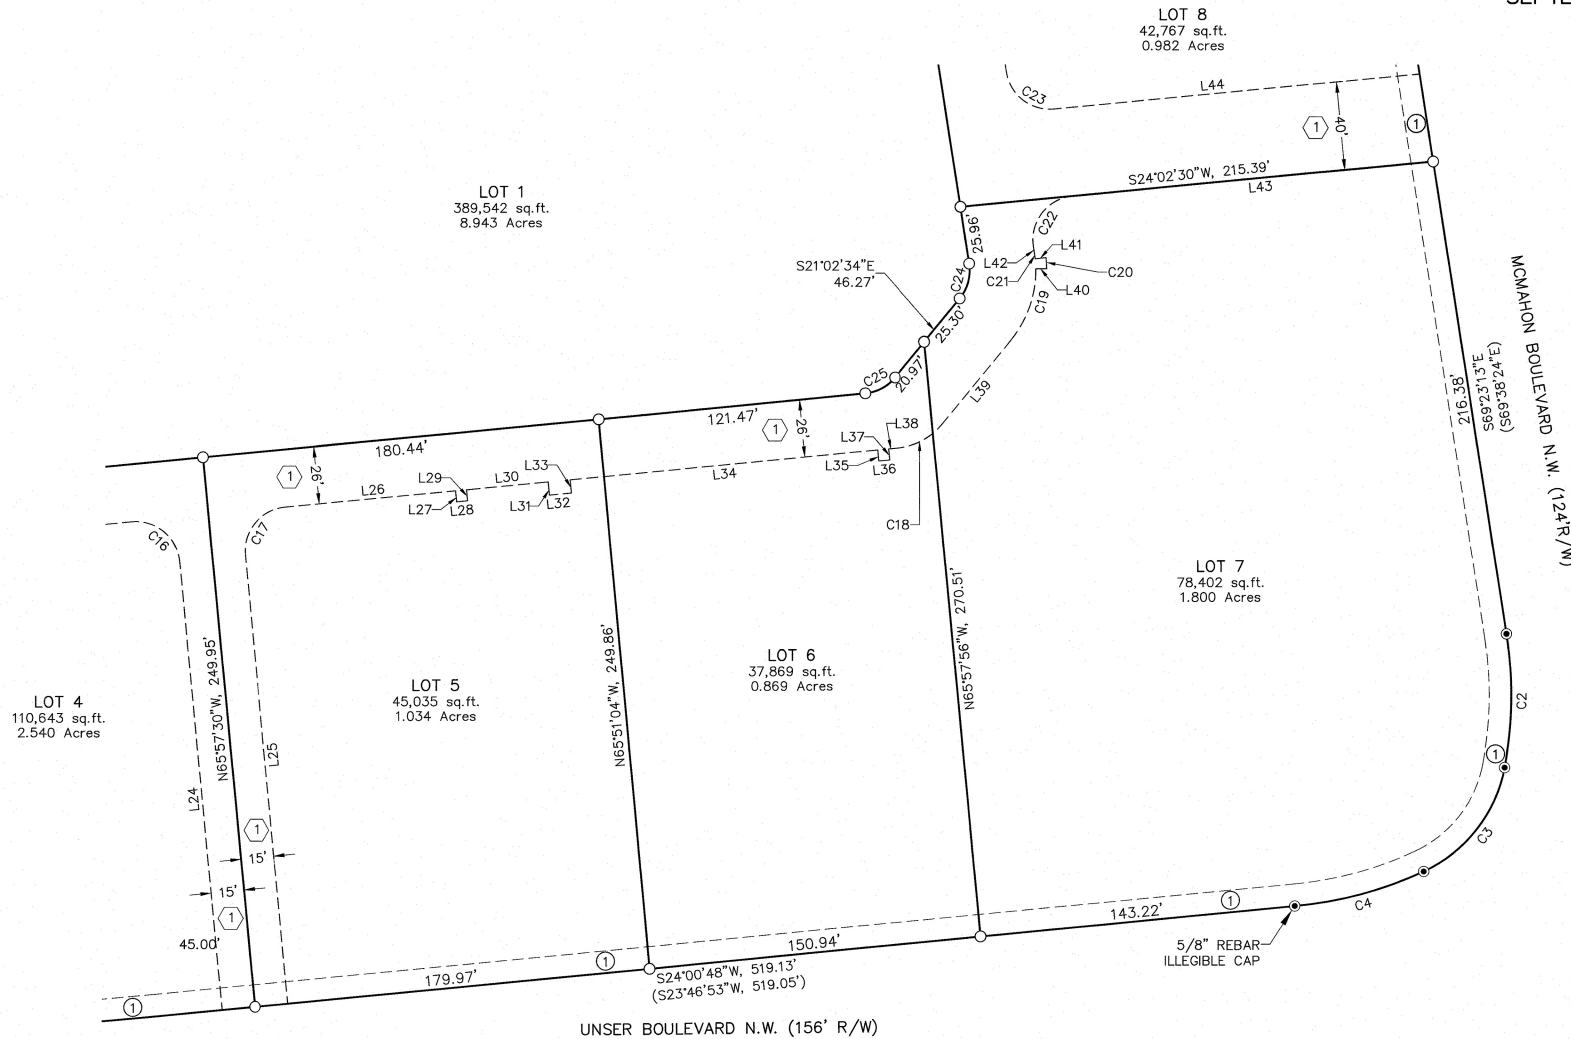 LOT 8
42,767 sq.ft.
0.982 Acres
C23
L44
1
40'
1
S24°02'30"W, 215.39'
L43
LOT 1
389,542 sq.ft.
8.943 Acres
25.96'
C22
L42
L41
C21
C20
L40
C24
C19
S21°02'34"E
46.27'
25.30'
20.97'
C25
L39
MCMAHON BOULEVARD N.W. (124'R/W)
216.38'
S69°23'13"E
(S69°38'24"E)
180.44'
121.47'
1
26'
1
26'
L26
L29
L27
L28
L30
L33
L31
L32
L34
L35
L37
L38
L36
C18
C16
C17
LOT 7
78,402 sq.ft.
1.800 Acres
N65°57'30"W, 249.95'
N65°51'04"W, 249.86'
N65°57'56"W, 270.51'
LOT 6
37,869 sq.ft.
0.869 Acres
LOT 5
45,035 sq.ft.
1.034 Acres
LOT 4
110,643 sq.ft.
2.540 Acres
L24
L25
C2
1
C3
C4
1
15'
15'
1
45.00'
1
1
1
143.22'
150.94'
179.97'
5/8" REBAR
ILLEGIBLE CAP
S24°00'48"W, 519.13'
(S23°46'53"W, 519.05')
UNSER BOULEVARD N.W. (156' R/W)